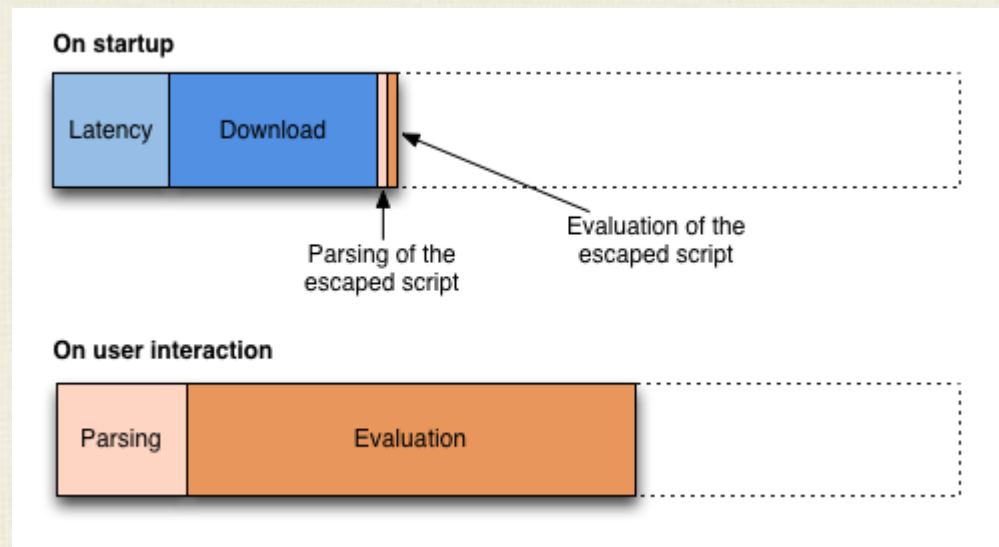 On startup
Latency
Download
Parsing of the
escaped script
Evaluation of the
escaped script
On user interaction
Parsing
Evaluation